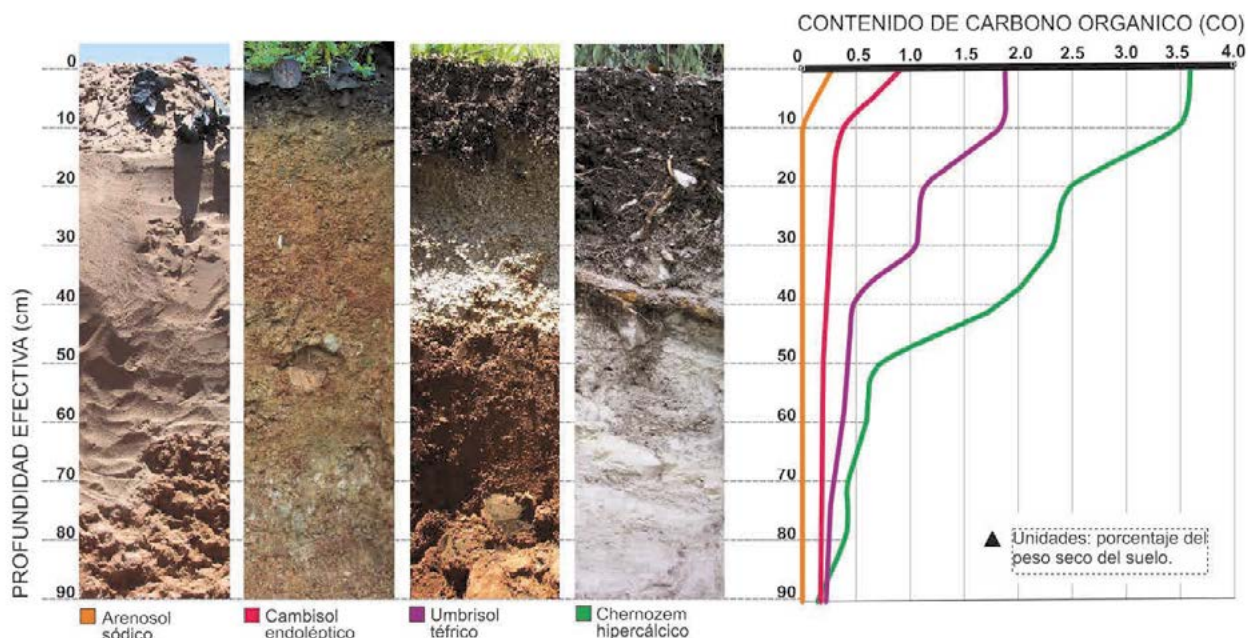 CONTENIDO DE CARBONO ORGANICO (CO)
0 0.5 1.0 1.5 2.0 2.5 3.0 3.5 4.0
PROFUNDIDAD EFECTIVA (cm)
0
10
20
30
40
50
60
70
80
90
0
10
20
30
40
50
60
70
80
90
▲ Unidades: porcentaje del
peso seco del suelo.
Arenosol
sódico
Cambisol
endoléptico
Umbrisol
téfrico
Chernozem
hipercálcico